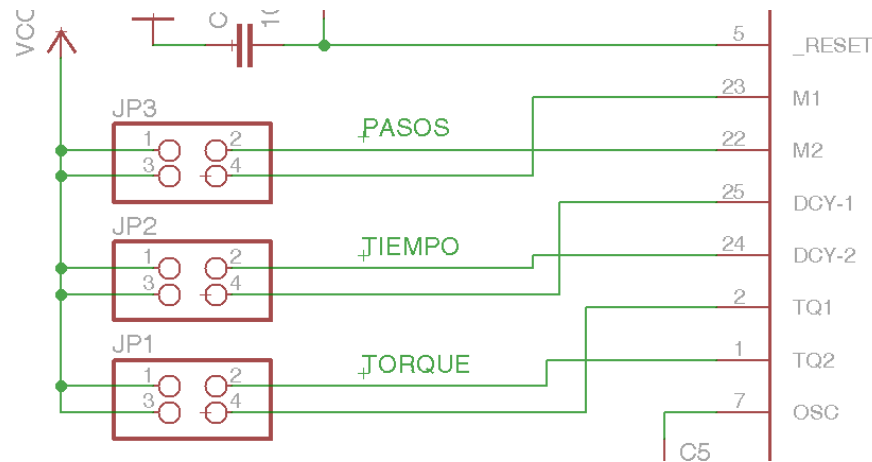 VCC
C
10
5 _RESET
23 M1
JP3
PASOS
1 2
22 M2
3 4
25 DCY-1
JP2
TIEMPO
1 2
24 DCY-2
3 4
2 TQ1
JP1
TORQUE
1 2
1 TQ2
3 4
7 OSC
C5